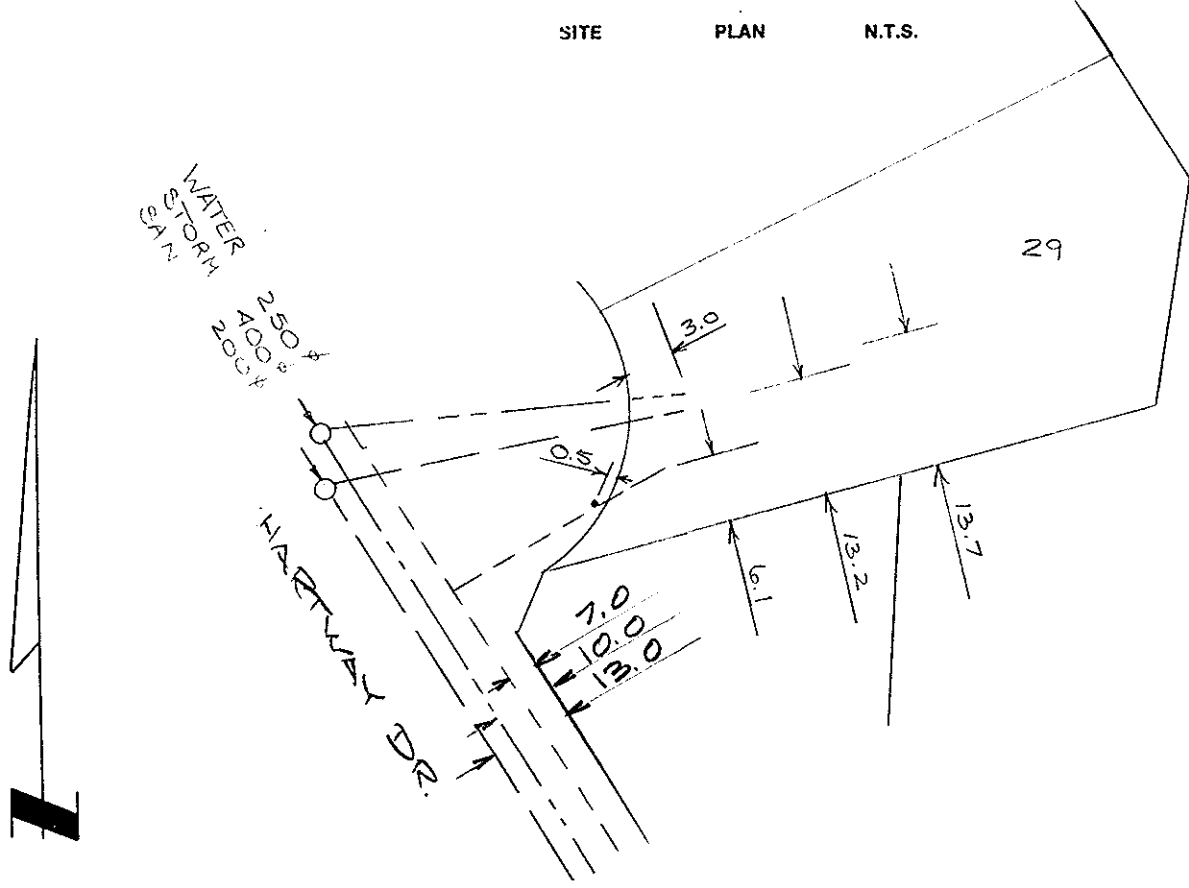 SITE PLAN N.T.S.
WATER 250 ϕ
STORM 400 ϕ
SAN 200 ϕ
29
3.0
0.5
13.7
13.2
6.1
7.0
10.0
13.0
HARTWAY DR.